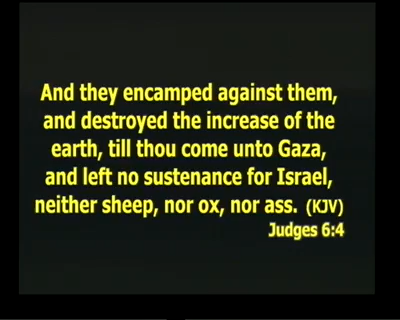 And they encamped against them,
and destroyed the increase of the
earth, till thou come unto Gaza,
and left no sustenance for Israel,
neither sheep, nor ox, nor ass. (KJV)
Judges 6:4